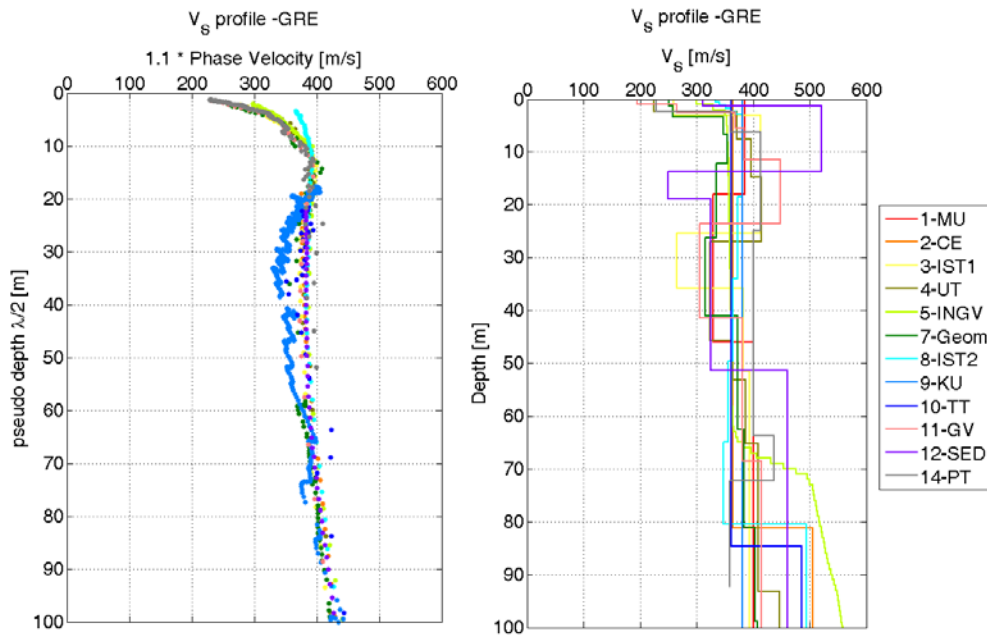 V_S profile -GRE
1.1 * Phase Velocity [m/s]
0 100 200 300 400 500 600
0
10
20
30
40
50
60
70
80
90
100
pseudo depth λ/2 [m]
V_S profile -GRE
V_S [m/s]
0 100 200 300 400 500 600
0
10
20
30
40
50
60
70
80
90
100
Depth [m]
1-MU
2-CE
3-IST1
4-UT
5-INGV
7-Geom
8-IST2
9-KU
10-TT
11-GV
12-SED
14-PT